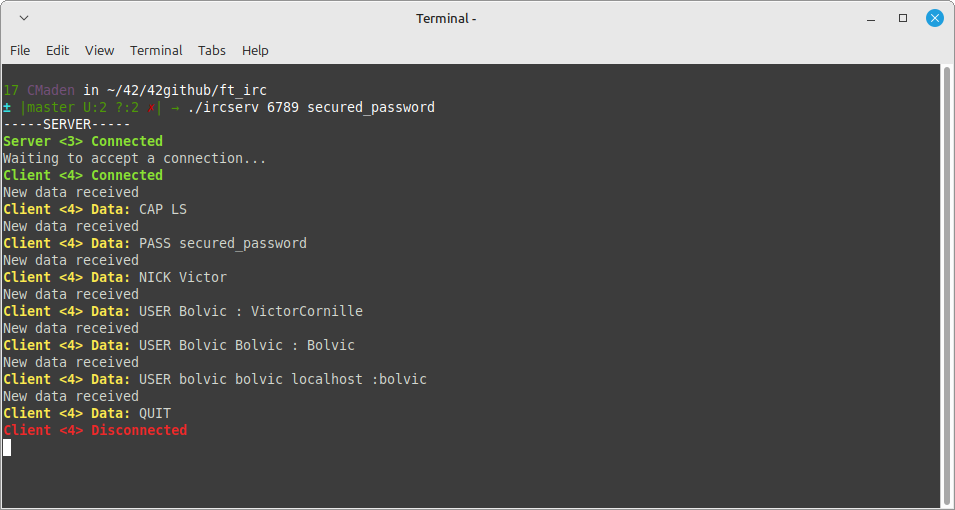 Terminal -
File Edit View Terminal Tabs Help
17 CMaden in ~/42/42github/ft_irc
± |master U:2 ?:2 ✗| → ./ircserv 6789 secured_password
-----SERVER-----
Server <3> Connected
Waiting to accept a connection...
Client <4> Connected
New data received
Client <4> Data: CAP LS
New data received
Client <4> Data: PASS secured_password
New data received
Client <4> Data: NICK Victor
New data received
Client <4> Data: USER Bolvic : VictorCornille
New data received
Client <4> Data: USER Bolvic Bolvic : Bolvic
New data received
Client <4> Data: USER bolvic bolvic localhost :bolvic
New data received
Client <4> Data: QUIT
Client <4> Disconnected